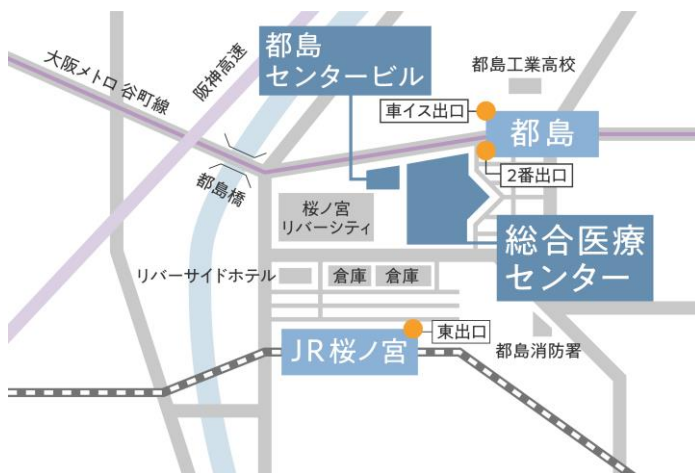 都島
センタービル
大阪メトロ 谷町線
阪神高速
都島工業高校
車イス出口
都島
2番出口
都島橋
桜ノ宮
リバーシティ
総合医療
センター
リバーサイドホテル
倉庫
倉庫
東出口
JR桜ノ宮
都島消防署